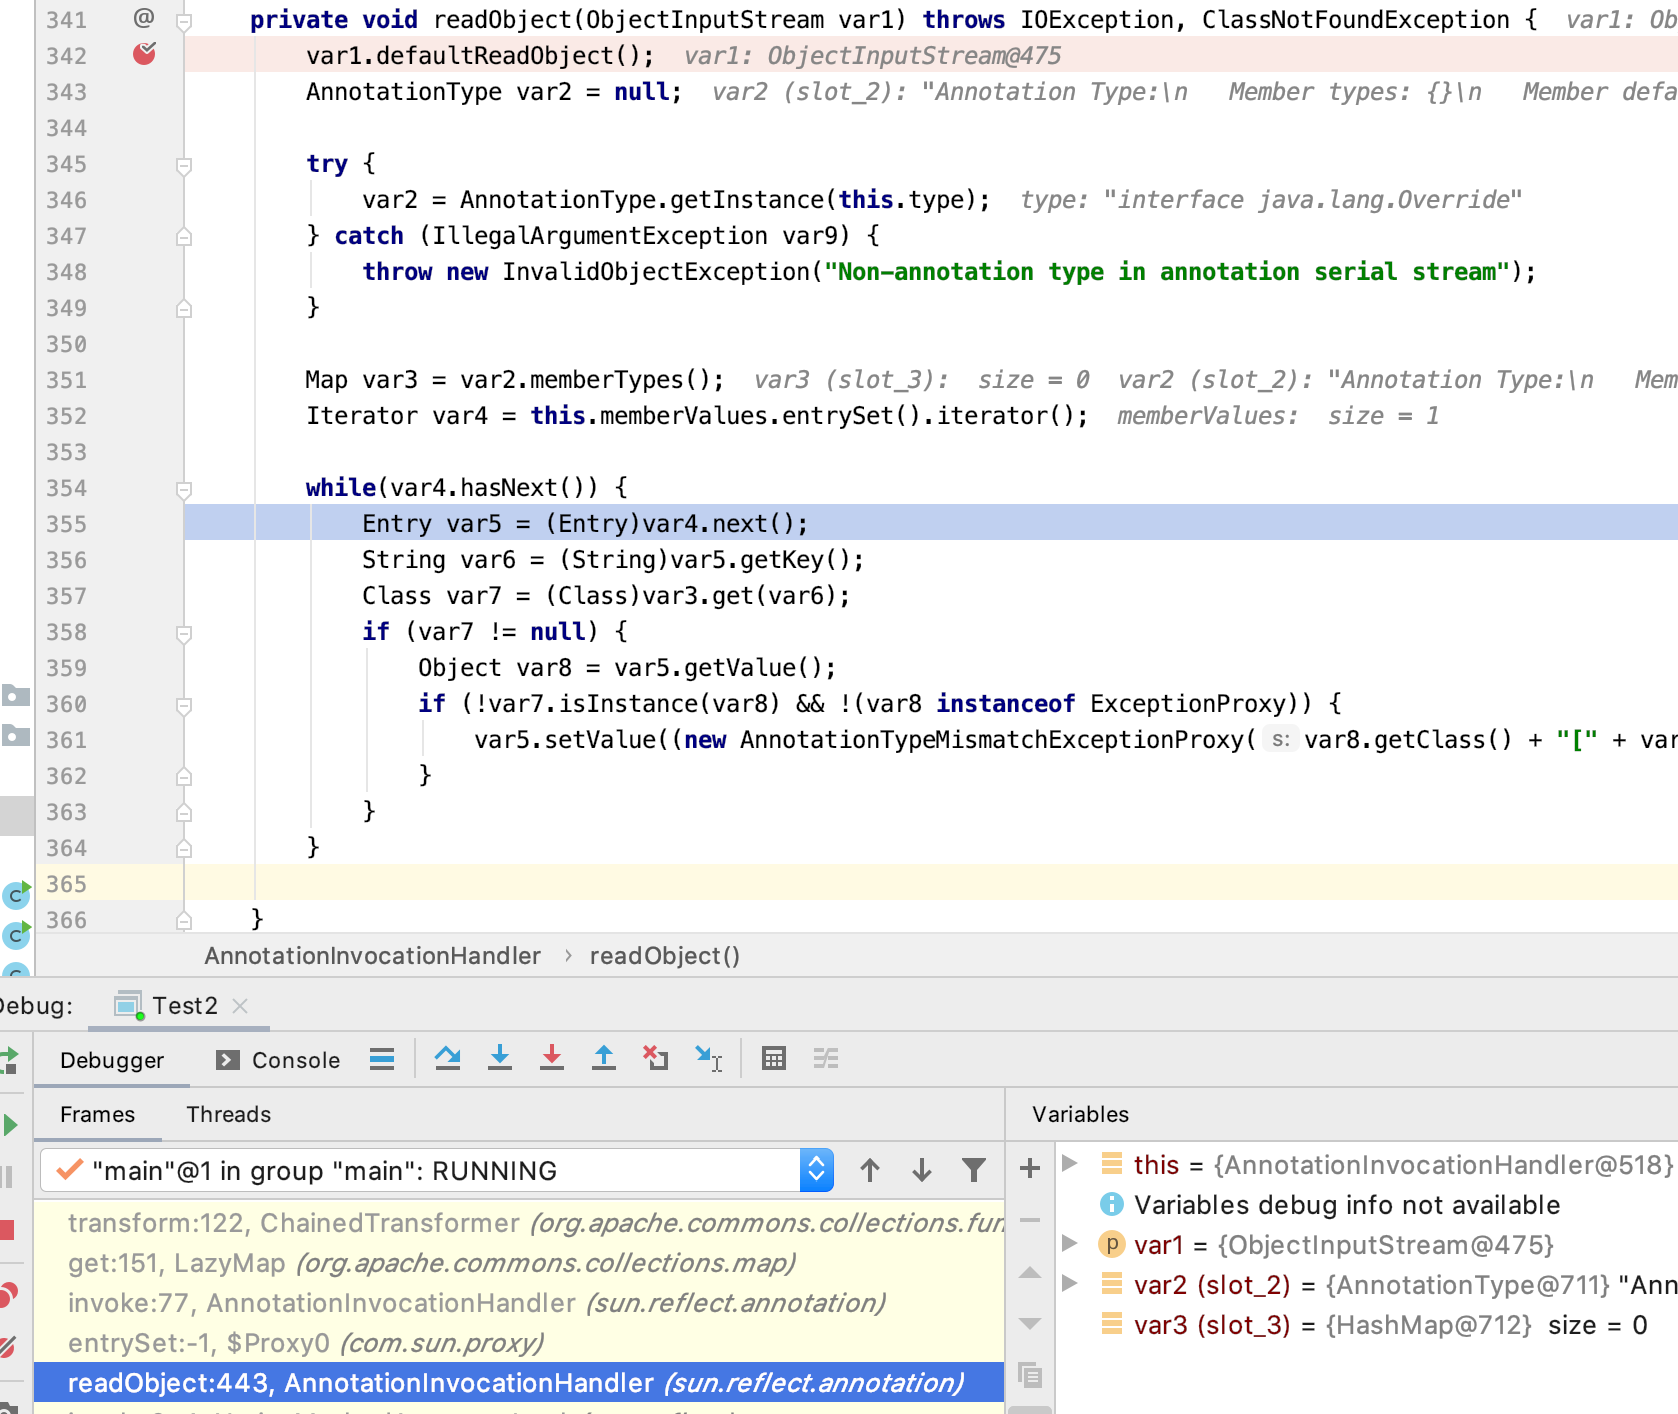 341 @ private void readObject(ObjectInputStream var1) throws IOException, ClassNotFoundException { var1: Ob
342 var1.defaultReadObject(); var1: ObjectInputStream@475
343 AnnotationType var2 = null; var2 (slot_2): "Annotation Type:\n Member types: {}\n Member defa
344
345 try {
346 var2 = AnnotationType.getInstance(this.type); type: "interface java.lang.Override"
347 } catch (IllegalArgumentException var9) {
348 throw new InvalidObjectException("Non-annotation type in annotation serial stream");
349 }
350
351 Map var3 = var2.memberTypes(); var3 (slot_3): size = 0 var2 (slot_2): "Annotation Type:\n Mem
352 Iterator var4 = this.memberValues.entrySet().iterator(); memberValues: size = 1
353
354 while(var4.hasNext()) {
355 Entry var5 = (Entry)var4.next();
356 String var6 = (String)var5.getKey();
357 Class var7 = (Class)var3.get(var6);
358 if (var7 != null) {
359 Object var8 = var5.getValue();
360 if (!var7.isInstance(var8) && !(var8 instanceof ExceptionProxy)) {
361 var5.setValue((new AnnotationTypeMismatchExceptionProxy( s: var8.getClass() + "[" + var
362 }
363 }
364 }
365
366 }
AnnotationInvocationHandler › readObject()
Debug: Test2
Debugger Console
Frames Threads
Variables
"main"@1 in group "main": RUNNING
transform:122, ChainedTransformer (org.apache.commons.collections.fun
get:151, LazyMap (org.apache.commons.collections.map)
invoke:77, AnnotationInvocationHandler (sun.reflect.annotation)
entrySet:-1, $Proxy0 (com.sun.proxy)
readObject:443, AnnotationInvocationHandler (sun.reflect.annotation)
this = {AnnotationInvocationHandler@518}
Variables debug info not available
p var1 = {ObjectInputStream@475}
var2 (slot_2) = {AnnotationType@711} "Ann
var3 (slot_3) = {HashMap@712} size = 0